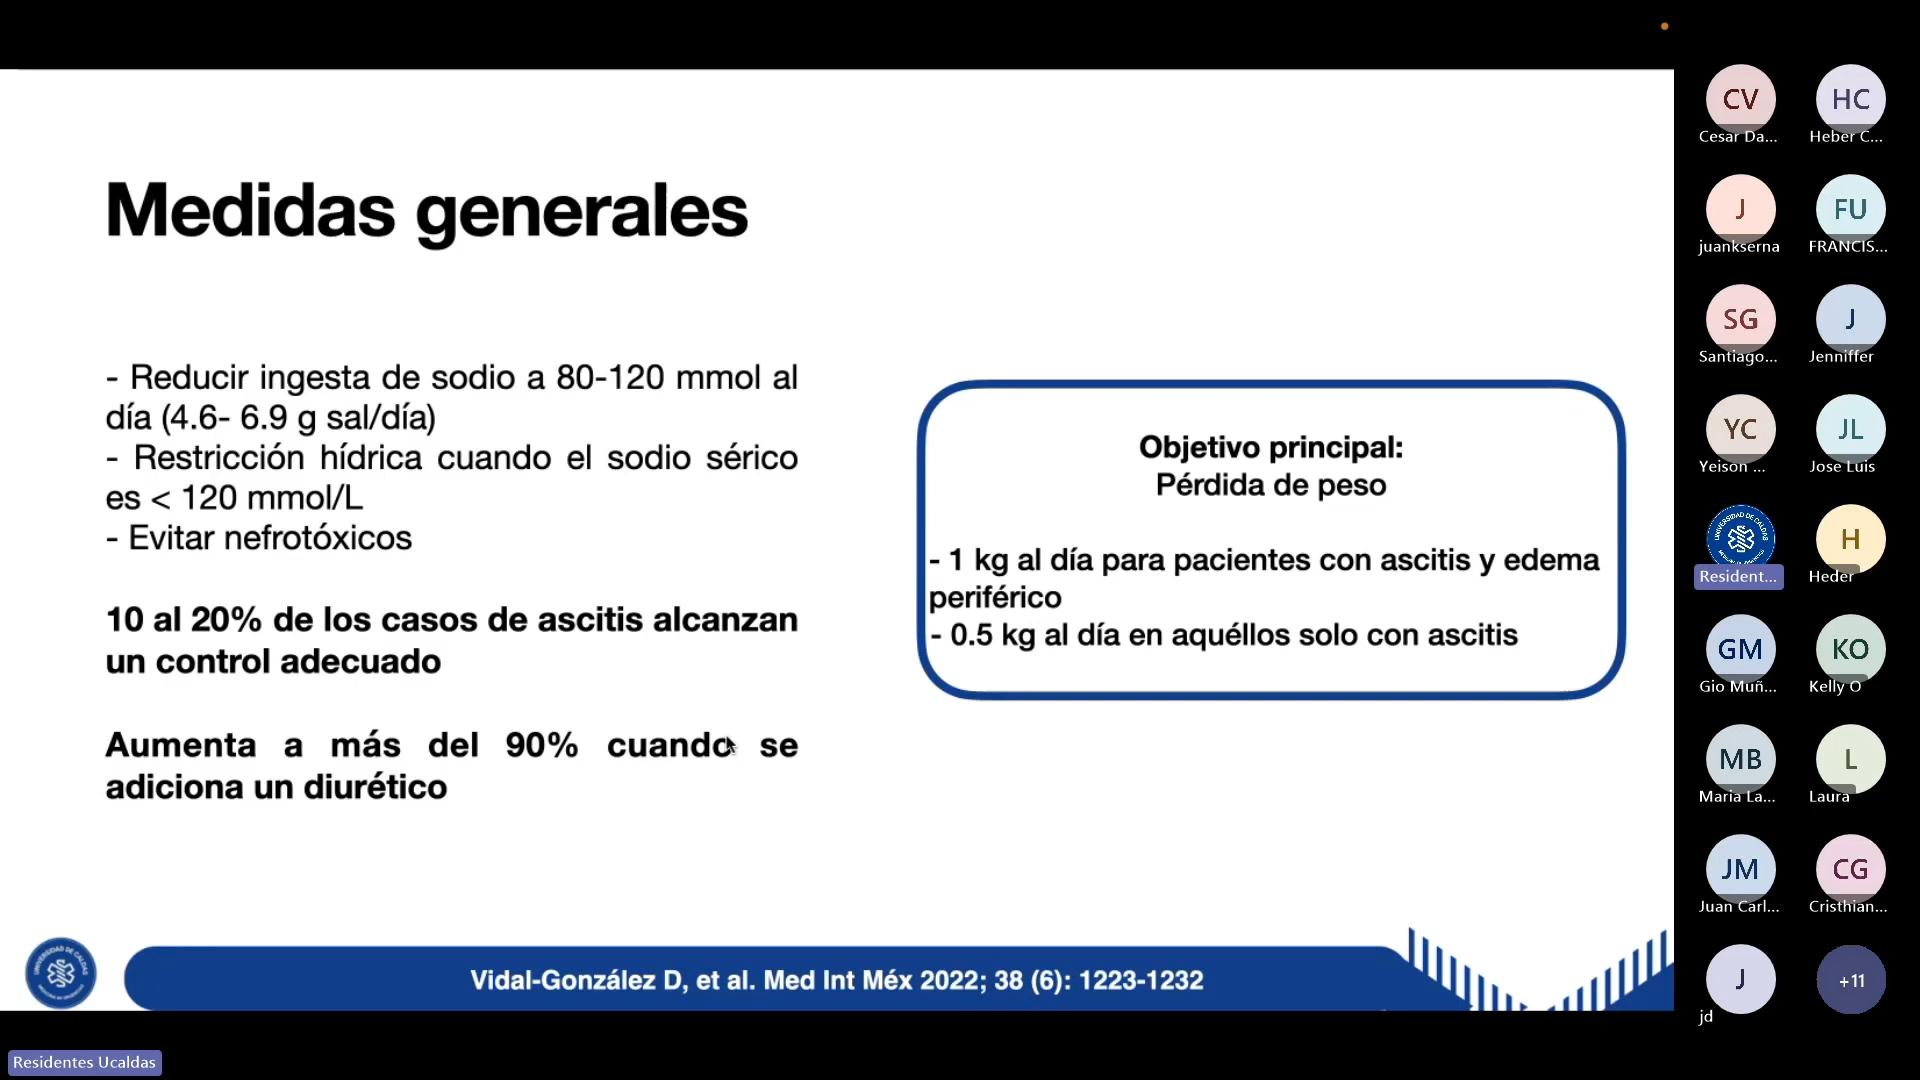 Medidas generales
- Reducir ingesta de sodio a 80-120 mmol al
día (4.6- 6.9 g sal/día)
- Restricción hídrica cuando el sodio sérico
es < 120 mmol/L
- Evitar nefrotóxicos
10 al 20% de los casos de ascitis alcanzan
un control adecuado
Aumenta a más del 90% cuando se
adiciona un diurético
Objetivo principal:
Pérdida de peso
- 1 kg al día para pacientes con ascitis y edema
periférico
- 0.5 kg al día en aquéllos solo con ascitis
Vidal-González D, et al. Med Int Méx 2022; 38 (6): 1223-1232
UNIVERSIDAD DE CALDAS
CV
Cesar Da...
HC
Heber C...
J
juankserna
FU
FRANCIS...
SG
Santiago...
J
Jenniffer
YC
Yeison ...
JL
Jose Luis
UNIVERSIDAD DE CALDAS
Resident...
H
Heder
GM
Gio Muñ...
KO
Kelly O
MB
Maria La...
L
Laura
JM
Juan Carl...
CG
Cristhian...
J
jd
+11
Residentes Ucaldas